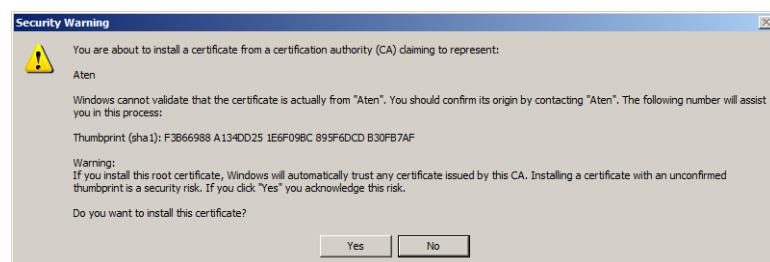 Security Warning
You are about to install a certificate from a certification authority (CA) claiming to represent:
Aten
Windows cannot validate that the certificate is actually from "Aten". You should confirm its origin by contacting "Aten". The following number will assist
you in this process:
Thumbprint (sha1): F3B66988 A134DD25 1E6F09BC 895F6DCD B30FB7AF
Warning:
If you install this root certificate, Windows will automatically trust any certificate issued by this CA. Installing a certificate with an unconfirmed
thumbprint is a security risk. If you click "Yes" you acknowledge this risk.
Do you want to install this certificate?
Yes No